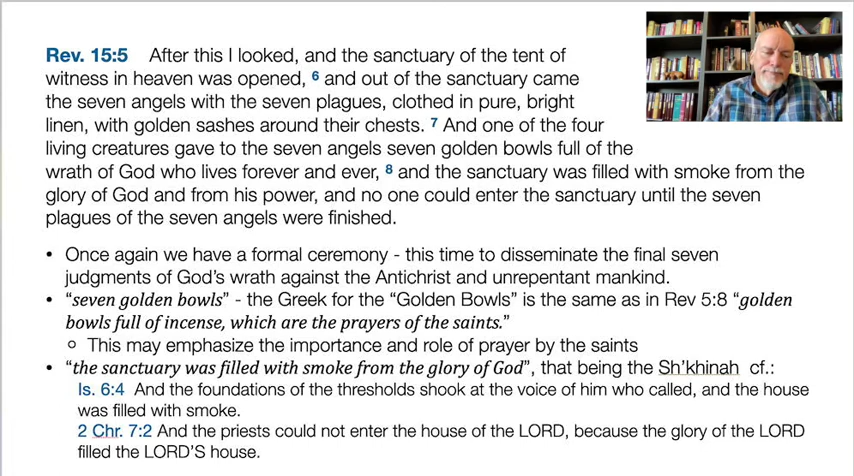 Rev. 15:5 After this I looked, and the sanctuary of the tent of
witness in heaven was opened, 6 and out of the sanctuary came
the seven angels with the seven plagues, clothed in pure, bright
linen, with golden sashes around their chests. 7 And one of the four
living creatures gave to the seven angels seven golden bowls full of the
wrath of God who lives forever and ever, 8 and the sanctuary was filled with smoke from the
glory of God and from his power, and no one could enter the sanctuary until the seven
plagues of the seven angels were finished.
• Once again we have a formal ceremony - this time to disseminate the final seven
judgments of God's wrath against the Antichrist and unrepentant mankind.
• “seven golden bowls” - the Greek for the “Golden Bowls” is the same as in Rev 5:8 “golden
bowls full of incense, which are the prayers of the saints.”
○ This may emphasize the importance and role of prayer by the saints
• “the sanctuary was filled with smoke from the glory of God”, that being the Sh'khinah cf.:
Is. 6:4 And the foundations of the thresholds shook at the voice of him who called, and the house
was filled with smoke.
2 Chr. 7:2 And the priests could not enter the house of the LORD, because the glory of the LORD
filled the LORD'S house.